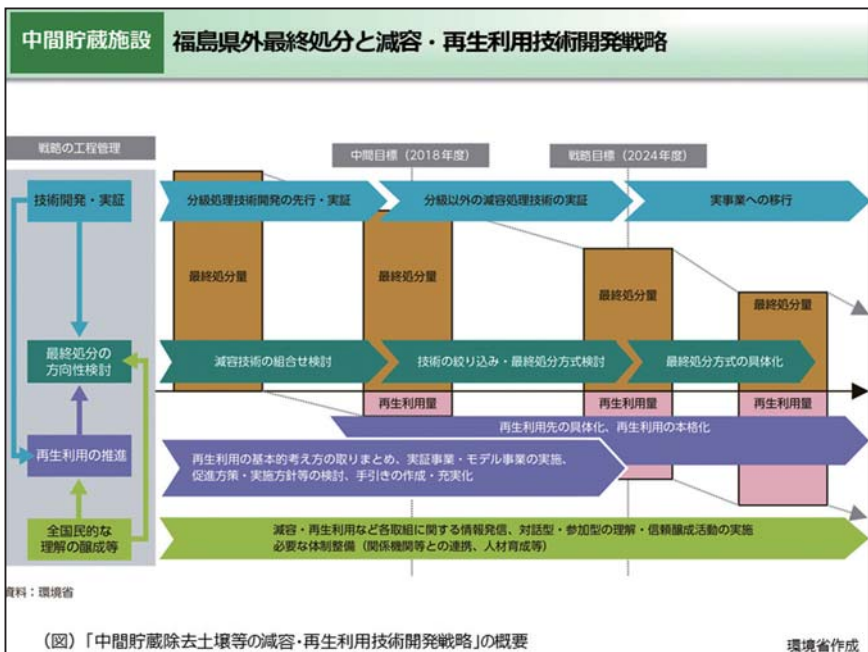 中間貯蔵施設
福島県外最終処分と減容・再生利用技術開発戦略
戦略の工程管理
中間目標（2018年度）
戦略目標（2024年度）
技術開発・実証
分級処理技術開発の先行・実証
分級以外の減容処理技術の実証
実事業への移行
最終処分量
最終処分量
最終処分量
最終処分量
最終処分の
方向性検討
減容技術の組合せ検討
技術の絞り込み・最終処分方式検討
最終処分方式の具体化
再生利用量
再生利用量
再生利用量
再生利用先の具体化、再生利用の本格化
再生利用の推進
再生利用の基本的考え方の取りまとめ、実証事業・モデル事業の実施、
促進方策・実施方針等の検討、手引きの作成・充実化
全国民的な
理解の醸成等
減容・再生利用など各取組に関する情報発信、対話型・参加型の理解・信頼醸成活動の実施
必要な体制整備（関係機関等との連携、人材育成等）
資料：環境省
（図）「中間貯蔵除去土壌等の減容・再生利用技術開発戦略」の概要
環境省作成